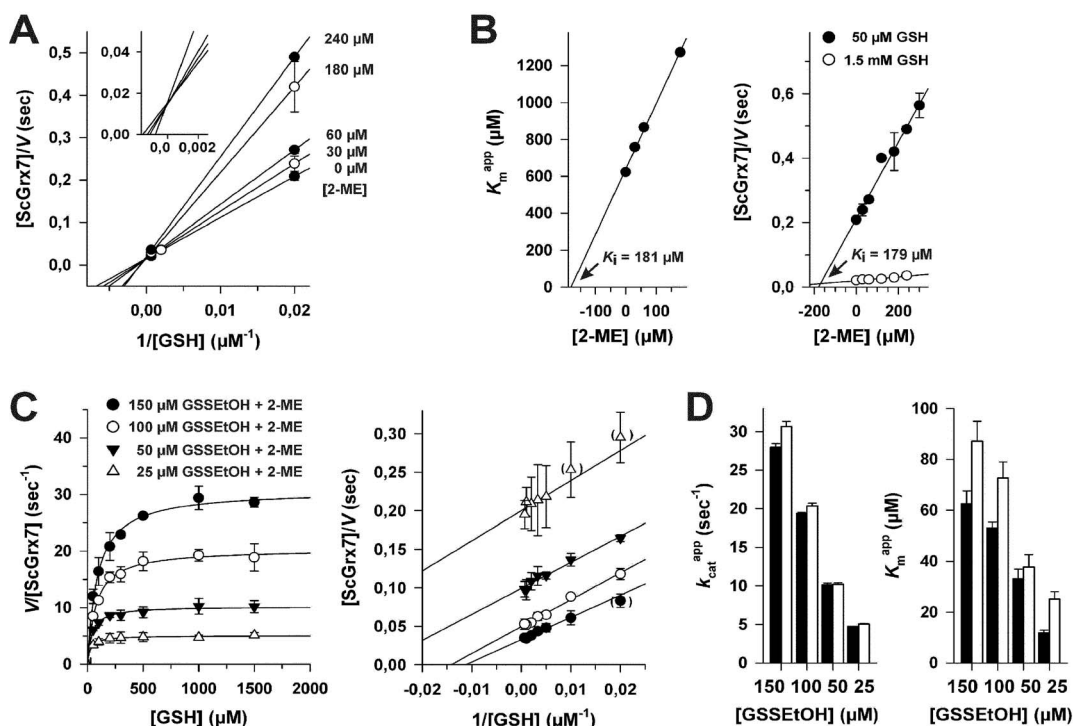 A
[ScGrx7]/V (sec)
0,5
0,4
0,3
0,2
0,1
0,0
0,04
0,02
0,00
0,0
0,002
240 µM
180 µM
60 µM
30 µM
0 µM
[2-ME]
0,00
0,01
0,02
1/[GSH] (µM-1)
B
Km app (µM)
1200
1000
800
600
400
200
0
Ki = 181 µM
-100
0
100
[2-ME] (µM)
50 µM GSH
1.5 mM GSH
[ScGrx7]/V (sec)
0,6
0,4
0,2
0,0
Ki = 179 µM
-200
0
200
[2-ME] (µM)
C
150 µM GSSEtOH + 2-ME
100 µM GSSEtOH + 2-ME
50 µM GSSEtOH + 2-ME
25 µM GSSEtOH + 2-ME
V/[ScGrx7] (sec-1)
40
30
20
10
0
0
500
1000
1500
2000
[GSH] (µM)
[ScGrx7]/V (sec)
0,30
0,25
0,20
0,15
0,10
0,05
0,00
( )
( )
( )
-0,02
-0,01
0,00
0,01
0,02
1/[GSH] (µM-1)
D
kcat app (sec-1)
30
25
20
15
10
5
0
150
100
50
25
[GSSEtOH] (µM)
Km app (µM)
100
80
60
40
20
0
150
100
50
25
[GSSEtOH] (µM)